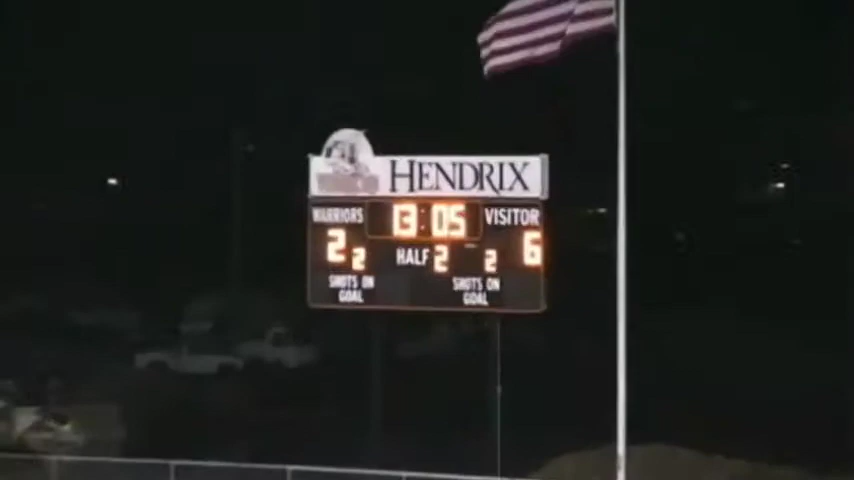 HENDRIX
WARRIORS 13:05 VISITOR
2 2 HALF 2 2 6
SHOTS ON GOAL SHOTS ON GOAL